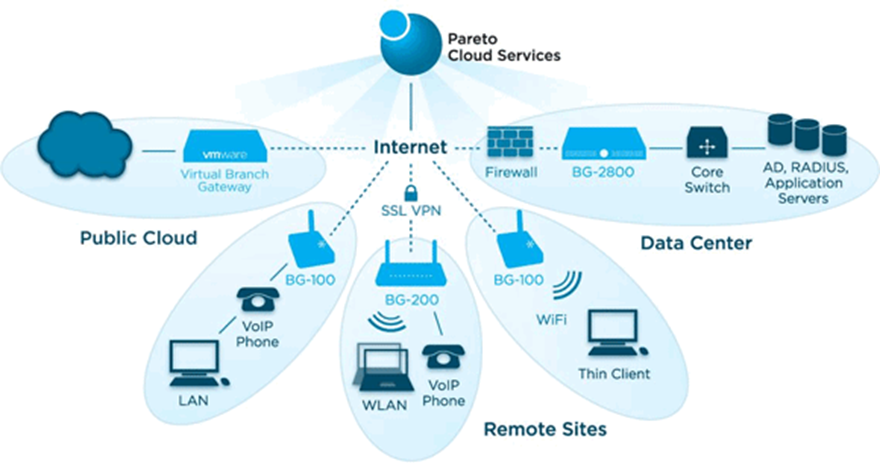 Pareto
Cloud Services
Internet
vmware
Virtual Branch
Gateway
Public Cloud
Firewall
BG-2800
Core
Switch
AD, RADIUS,
Application
Servers
Data Center
SSL VPN
BG-100
VoIP
Phone
LAN
BG-200
WLAN
VoIP
Phone
BG-100
WiFi
Thin Client
Remote Sites